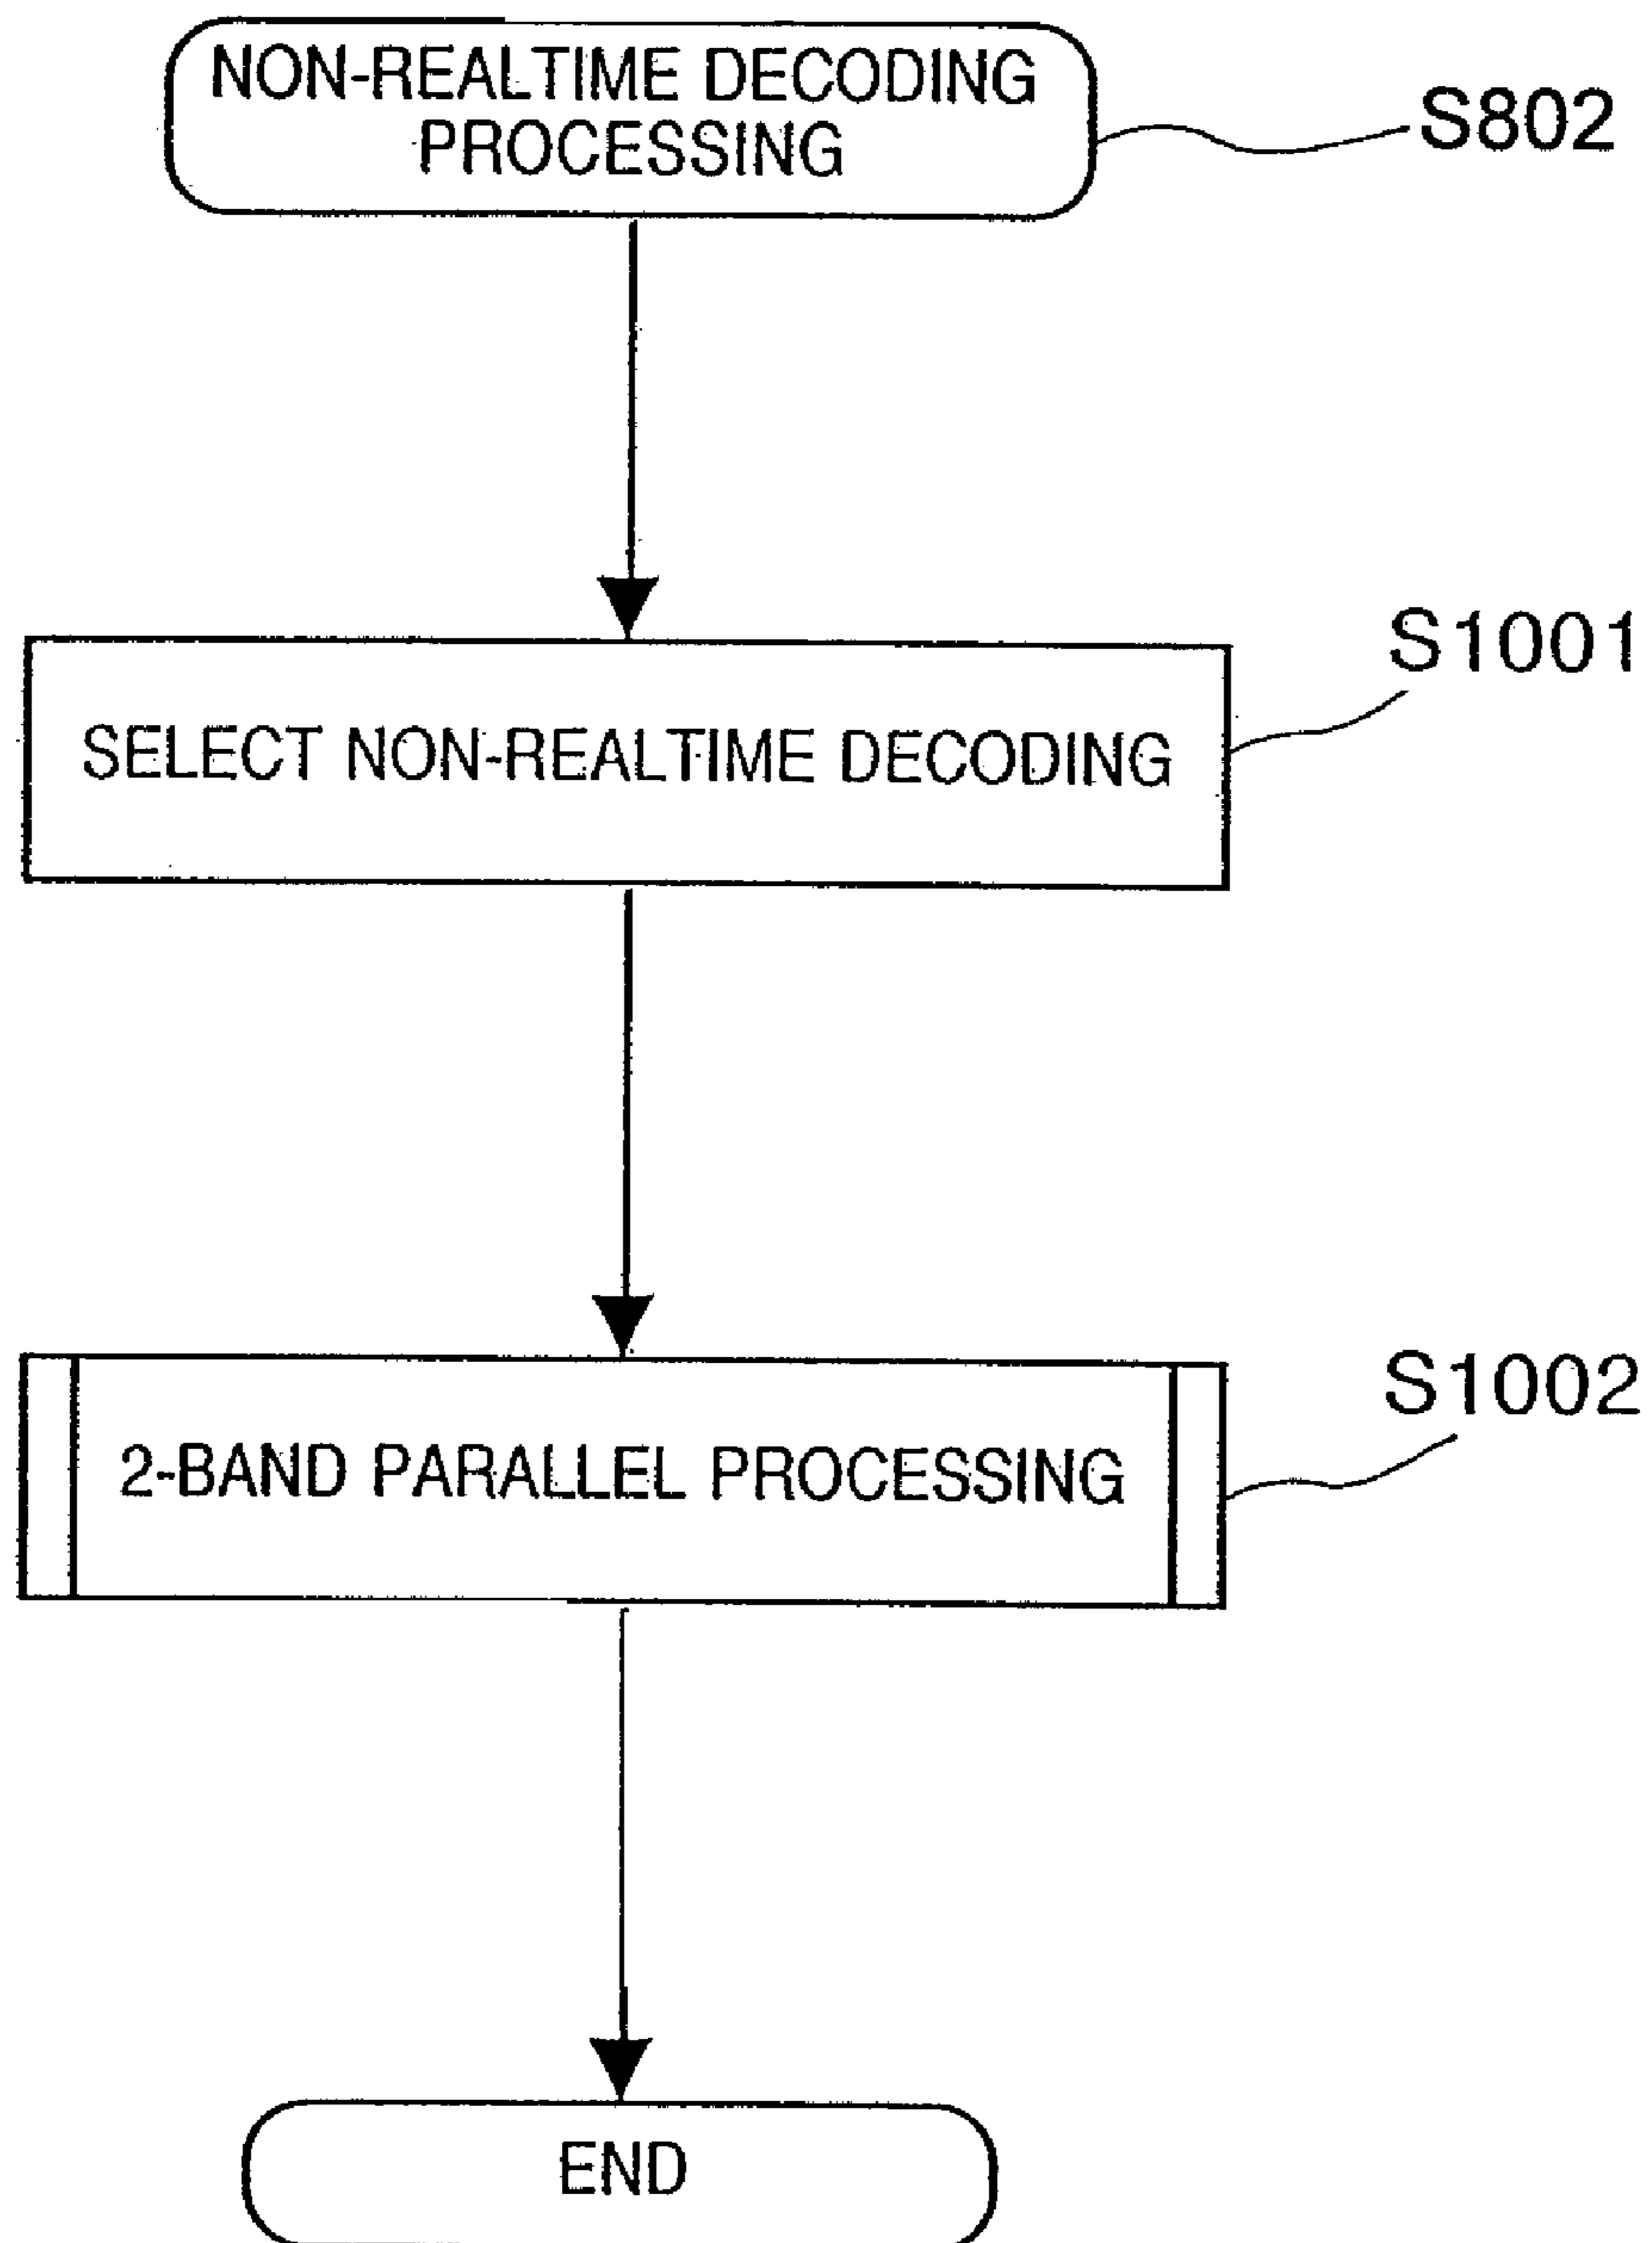 NON-REALTIME DECODING
PROCESSING
S802
S1001
SELECT NON-REALTIME DECODING
S1002
2-BAND PARALLEL PROCESSING
END